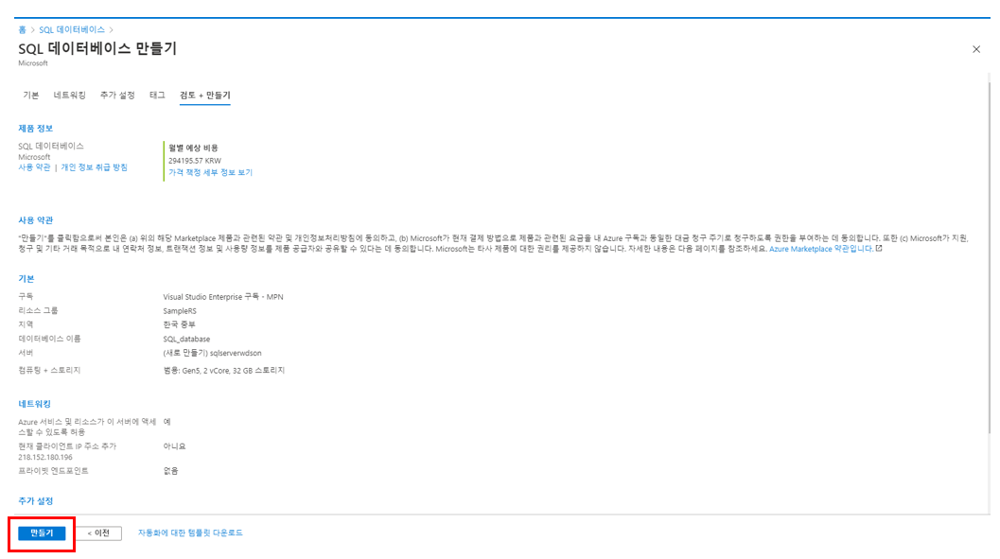 홈 > SQL 데이터베이스 >
SQL 데이터베이스 만들기
Microsoft
기본 네트워킹 추가 설정 태그 검토 + 만들기
제품 정보
SQL 데이터베이스
Microsoft
사용 약관 | 개인 정보 취급 방침
월별 예상 비용
294195.57 KRW
가격 책정 세부 정보 보기
사용 약관
"만들기"를 클릭함으로써 본인은 (a) 위의 해당 Marketplace 제품과 관련된 약관 및 개인정보처리방침에 동의하고, (b) Microsoft가 현재 결제 방법으로 제품과 관련된 요금을 내 Azure 구독과 동일한 대금 청구 주기로 청구하도록 권한을 부여하는 데 동의합니다. 또한 (c) Microsoft가 지원,
청구 및 기타 거래 목적으로 내 연락처 정보, 트랜잭션 정보 및 사용량 정보를 제품 공급자와 공유할 수 있다는 데 동의합니다. Microsoft는 타사 제품에 대한 권리를 제공하지 않습니다. 자세한 내용은 다음 페이지를 참조하세요. Azure Marketplace 약관입니다.
기본
구독 Visual Studio Enterprise 구독 - MPN
리소스 그룹 SampleRS
지역 한국 중부
데이터베이스 이름 SQL_database
서버 (새로 만들기) sqlserverwdson
컴퓨팅 + 스토리지 범용: Gen5, 2 vCore, 32 GB 스토리지
네트워킹
Azure 서비스 및 리소스가 이 서버에 액세 예
스할 수 있도록 허용
현재 클라이언트 IP 주소 추가 아니요
218.152.180.196
프라이빗 엔드포인트 없음
추가 설정
만들기 < 이전 자동화에 대한 템플릿 다운로드